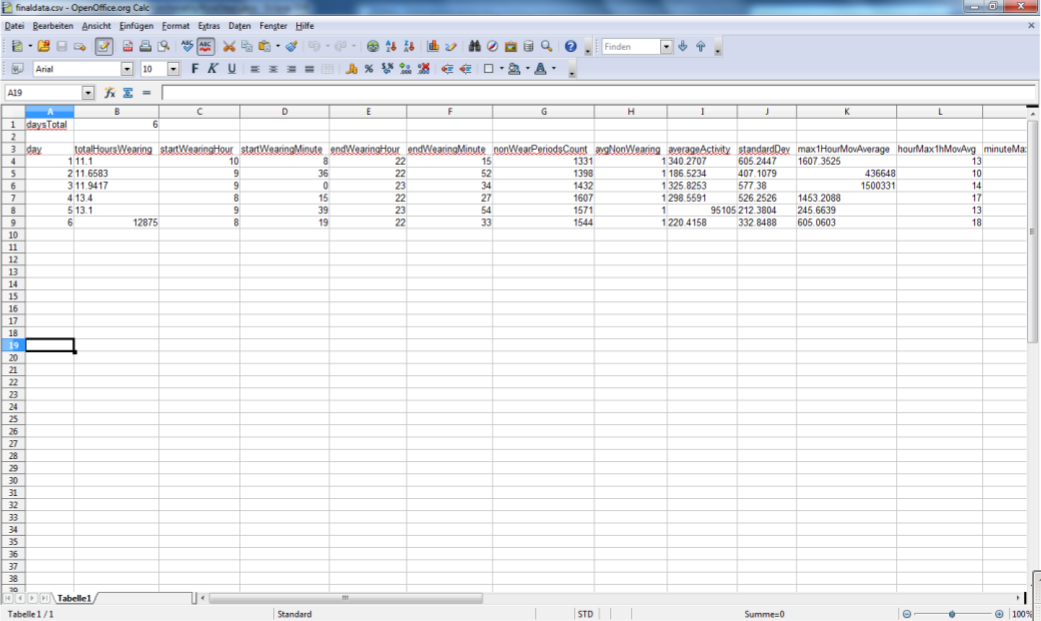 finaldata.csv - OpenOffice.org Calc
Datei Bearbeiten Ansicht Einfügen Format Extras Daten Fenster Hilfe
Finden
Arial 10 F K U
A19
A B C D E F G H I J K L
1 daysTotal 6
2
3 day totalHoursWearing startWearingHour startWearingMinute endWearingHour endWearingMinute nonWearPeriodsCount avgNonWearing averageActivity standardDev max1HourMovAverage hourMax1hMovAvg minuteMa
4 1 11.1 10 8 22 15 1331 1 340.2707 605.2447 1607.3525 13
5 2 11.6583 9 36 22 52 1398 1 186.5234 407.1079 436648 10
6 3 11.9417 9 0 23 34 1432 1 325.8253 577.38 1500331 14
7 4 13.4 8 15 22 27 1607 1 298.5591 526.2526 1453.2088 17
8 5 13.1 9 39 23 54 1571 1 95105 212.3804 245.6639 13
9 6 12875 8 19 22 33 1544 1 220.4158 332.8488 605.0603 18
10
11
12
13
14
15
16
17
18
19
20
21
22
23
24
25
26
27
28
29
30
31
32
33
34
35
36
37
38
39
Tabelle1
Tabelle 1 / 1 Standard STD Summe=0 100%